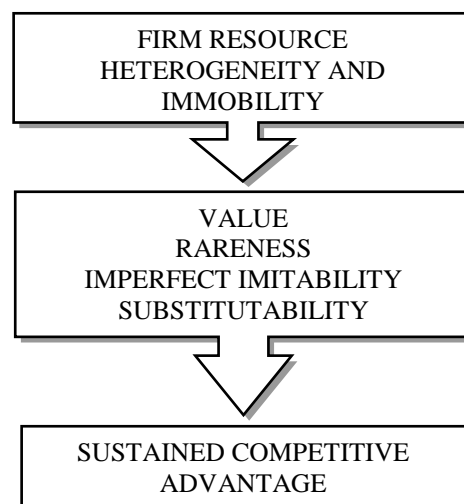 FIRM RESOURCE
HETEROGENEITY AND
IMMOBILITY
VALUE
RARENESS
IMPERFECT IMITABILITY
SUBSTITUTABILITY
SUSTAINED COMPETITIVE
ADVANTAGE